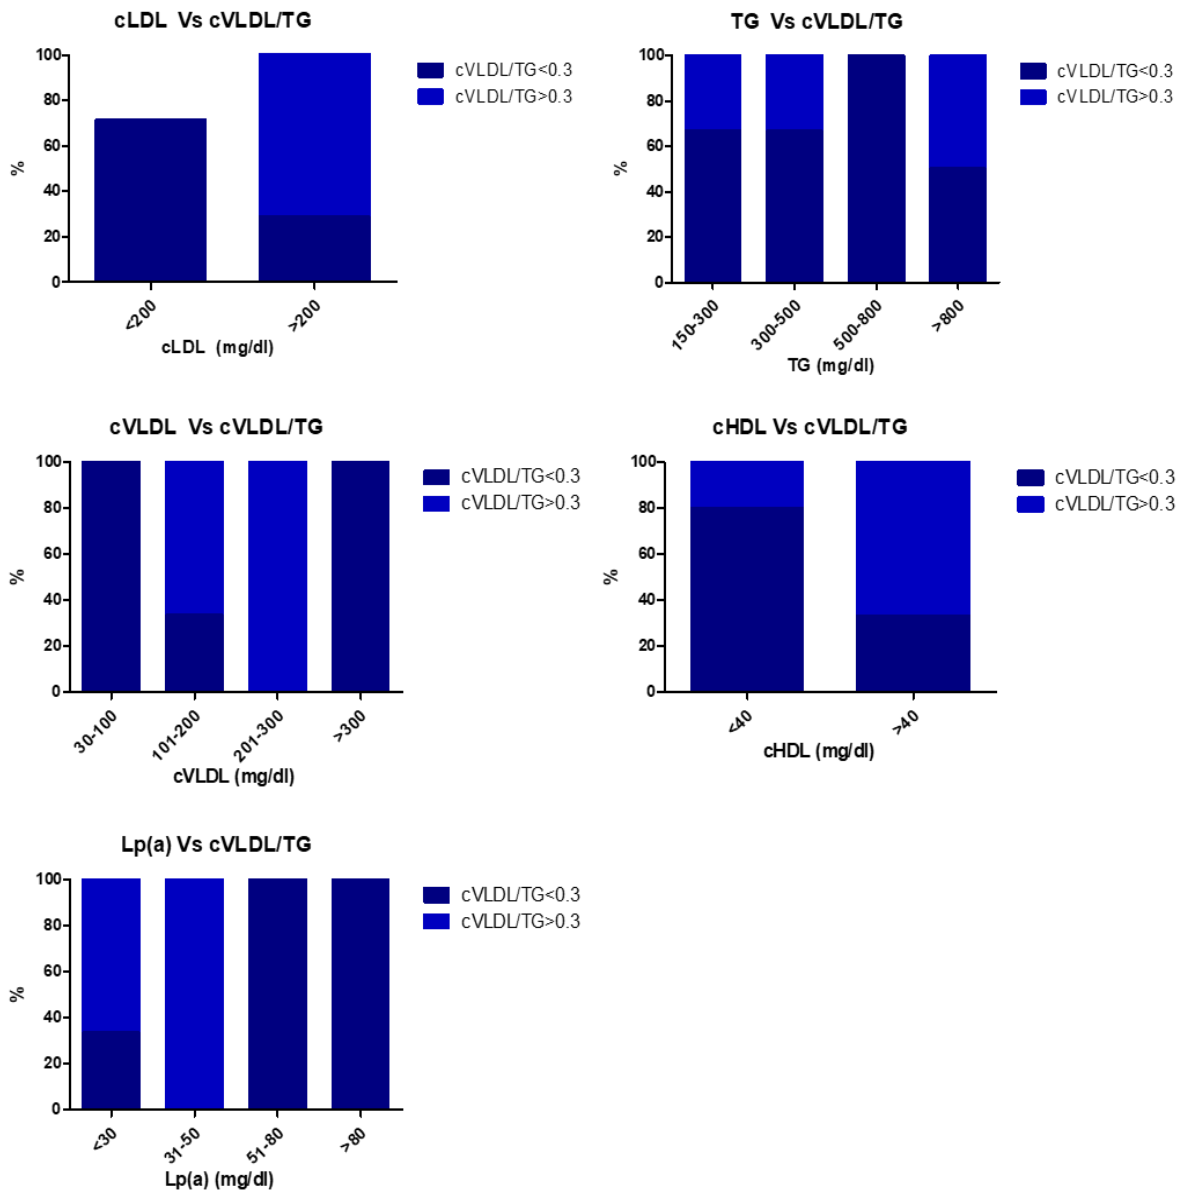 cLDL Vs cVLDL/TG
100
80
60
40
20
0
%
<200
>200
cLDL (mg/dl)
cVLDL/TG<0.3
cVLDL/TG>0.3
TG Vs cVLDL/TG
100
80
60
40
20
0
%
150-300
300-500
500-800
>800
TG (mg/dl)
cVLDL/TG<0.3
cVLDL/TG>0.3
cVLDL Vs cVLDL/TG
100
80
60
40
20
0
%
30-100
101-200
201-300
>300
cVLDL (mg/dl)
cVLDL/TG<0.3
cVLDL/TG>0.3
cHDL Vs cVLDL/TG
100
80
60
40
20
0
%
<40
>40
cHDL (mg/dl)
cVLDL/TG<0.3
cVLDL/TG>0.3
Lp(a) Vs cVLDL/TG
100
80
60
40
20
0
%
<30
31-50
51-80
>80
Lp(a) (mg/dl)
cVLDL/TG<0.3
cVLDL/TG>0.3